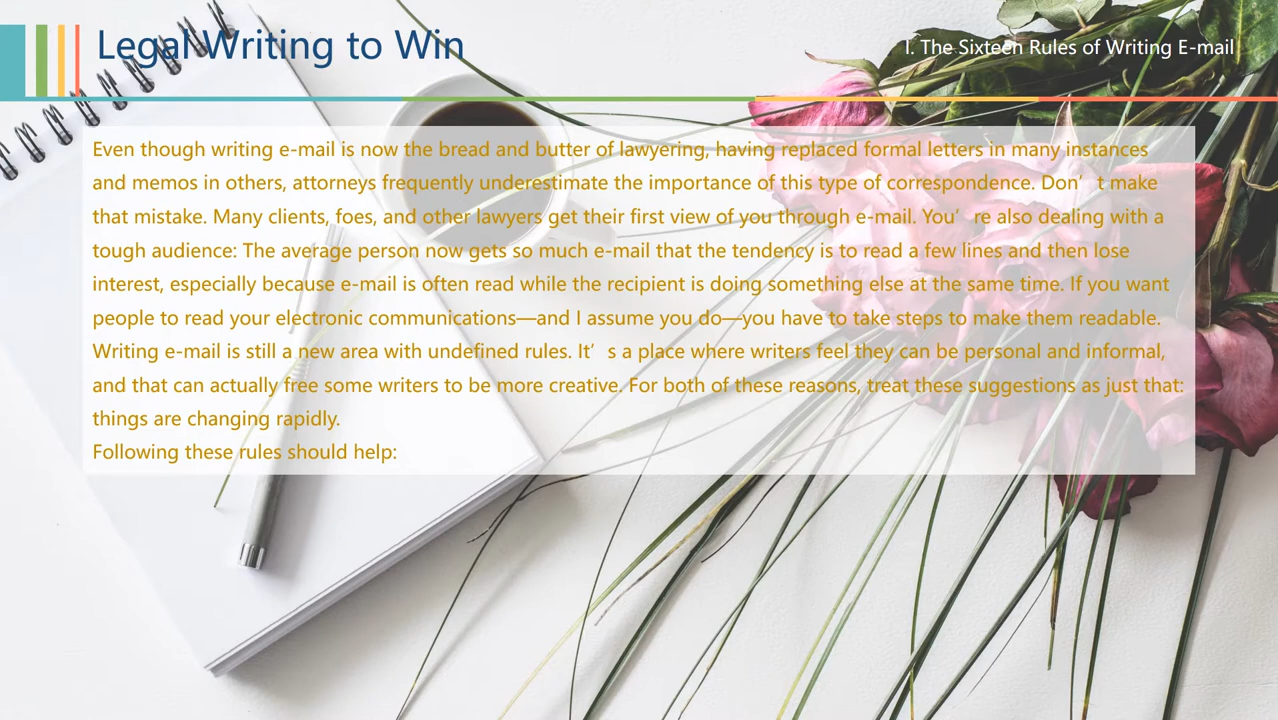 Legal Writing to Win
I. The Sixteen Rules of Writing E-mail
Even though writing e-mail is now the bread and butter of lawyering, having replaced formal letters in many instances
and memos in others, attorneys frequently underestimate the importance of this type of correspondence. Don’t make
that mistake. Many clients, foes, and other lawyers get their first view of you through e-mail. You’re also dealing with a
tough audience: The average person now gets so much e-mail that the tendency is to read a few lines and then lose
interest, especially because e-mail is often read while the recipient is doing something else at the same time. If you want
people to read your electronic communications—and I assume you do—you have to take steps to make them readable.
Writing e-mail is still a new area with undefined rules. It’s a place where writers feel they can be personal and informal,
and that can actually free some writers to be more creative. For both of these reasons, treat these suggestions as just that:
things are changing rapidly.
Following these rules should help: